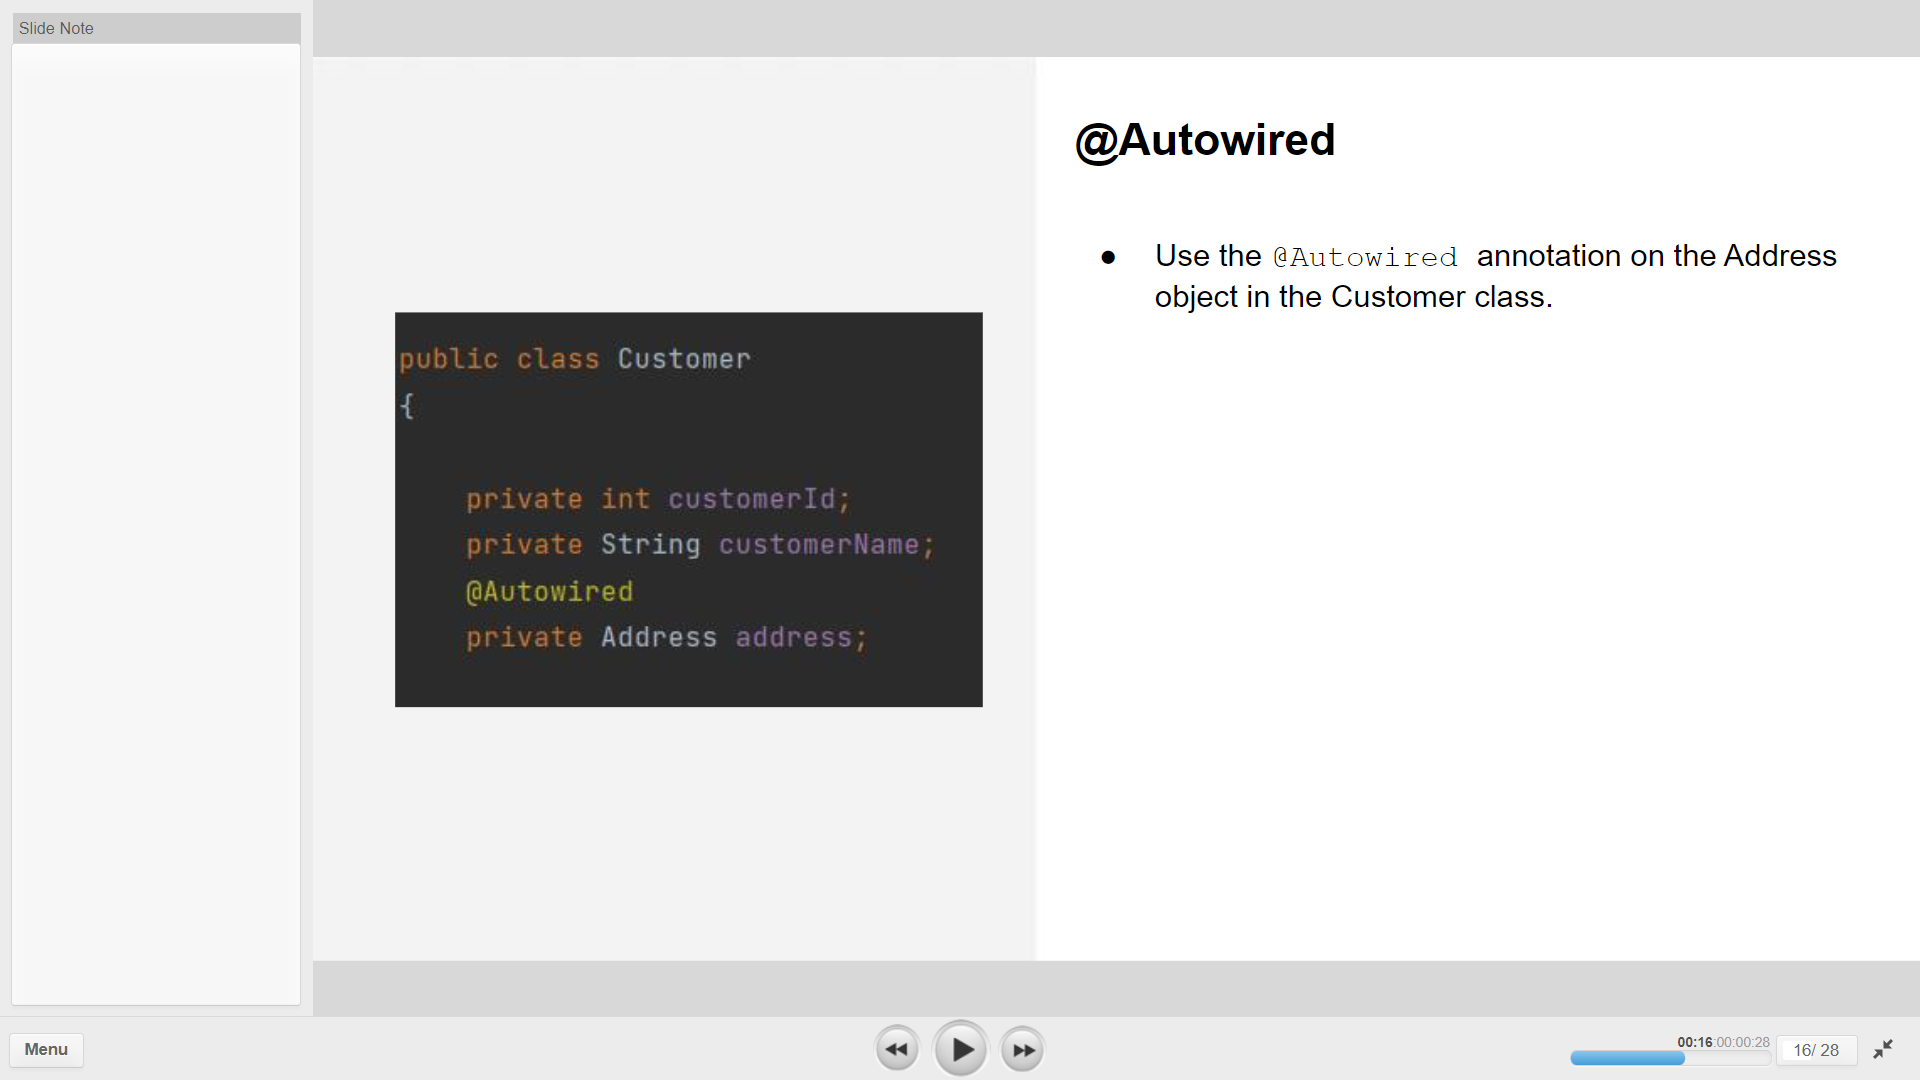 Slide Note
public class Customer
{
private int customerId;
private String customerName;
@Autowired
private Address address;
@Autowired
● Use the @Autowired annotation on the Address
object in the Customer class.
Menu
00:16:00:00:28
16/ 28